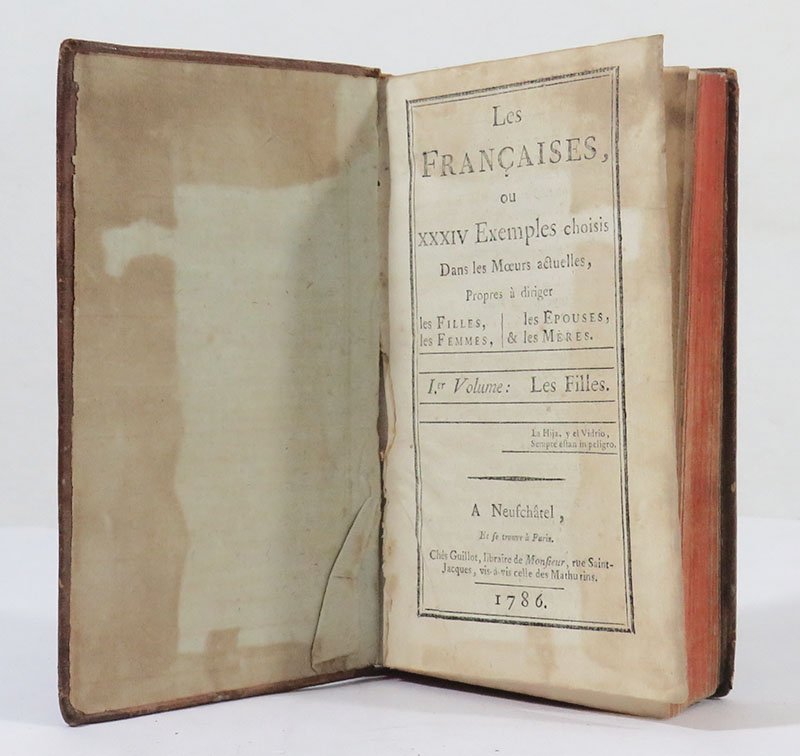 Les
FRANÇAISES,
ou
XXXIV Exemples choisis
Dans les Mœurs actuelles,
Propres à diriger
les FILLES, | les ÉPOUSES,
les FEMMES, | & les MÈRES.
I.er Volume: Les Filles.
La Hija, y el Vidrio,
Sempre eſtan in peligro.
A Neufchâtel,
Et ſe trouve à Paris.
Chés Guillot, libraire de Monſieur, rue Saint-
Jacques, vis-à-vis celle des Mathurins.
1786.